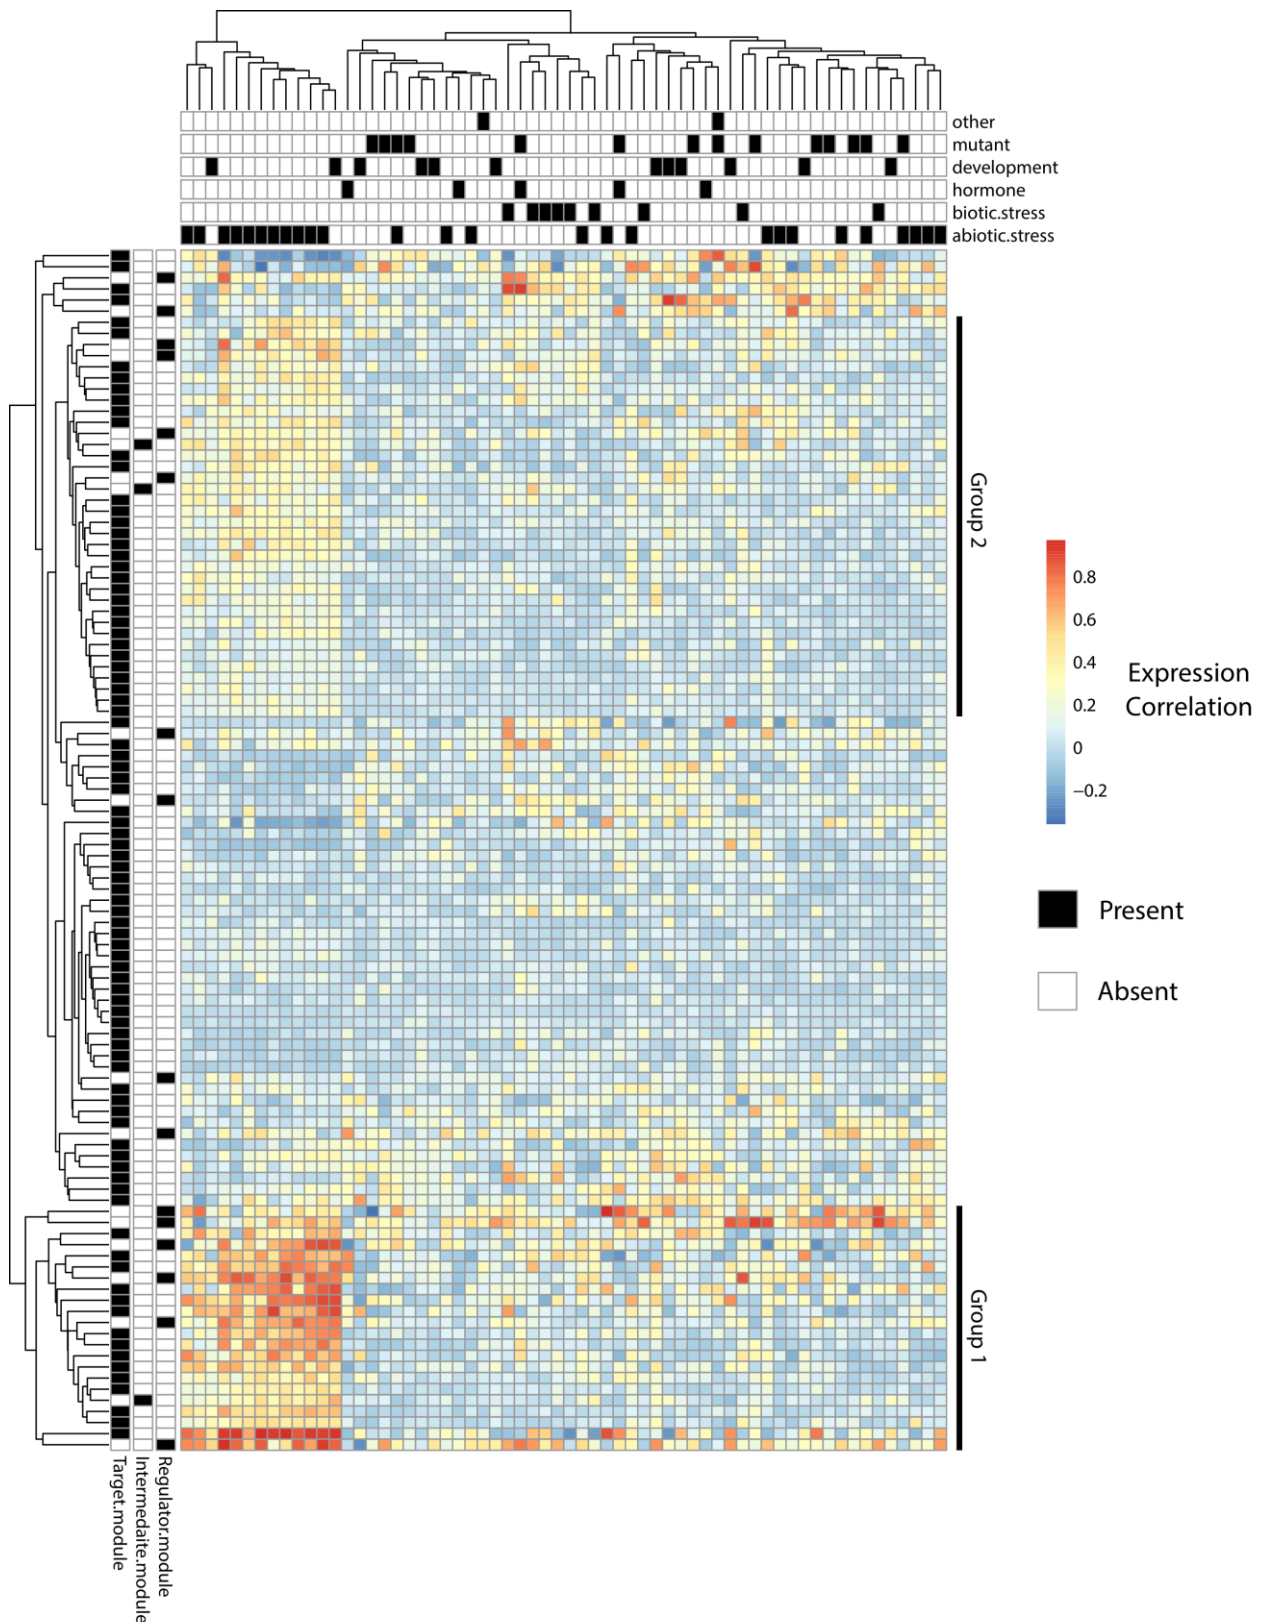 other
mutant
development
hormone
biotic.stress
abiotic.stress
Group 2
0.8
0.6
0.4
0.2
0
−0.2
Expression
Correlation
Present
Absent
Group 1
Target.module
Intermedaite.module
Regulator.module